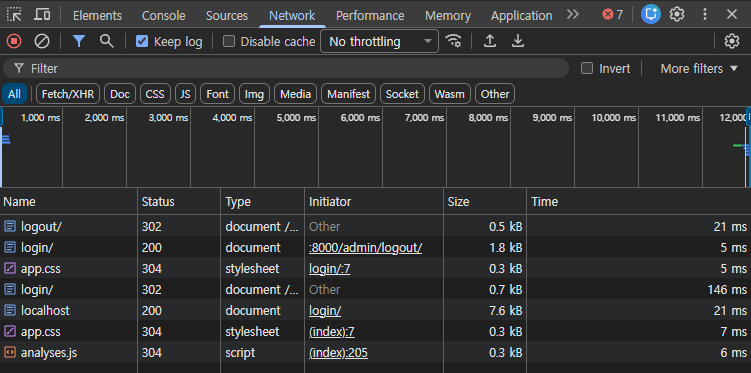 Elements Console Sources Network Performance Memory Application 7
Keep log Disable cache No throttling
Filter Invert More filters
All Fetch/XHR Doc CSS JS Font Img Media Manifest Socket Wasm Other
1,000 ms 2,000 ms 3,000 ms 4,000 ms 5,000 ms 6,000 ms 7,000 ms 8,000 ms 9,000 ms 10,000 ms 11,000 ms 12,000
Name Status Type Initiator Size Time
logout/ 302 document /... Other 0.5 kB 21 ms
login/ 200 document :8000/admin/logout/ 1.8 kB 5 ms
app.css 304 stylesheet login/:7 0.3 kB 5 ms
login/ 302 document /... Other 0.7 kB 146 ms
localhost 200 document login/ 7.6 kB 21 ms
app.css 304 stylesheet (index):7 0.3 kB 7 ms
analyses.js 304 script (index):205 0.3 kB 6 ms